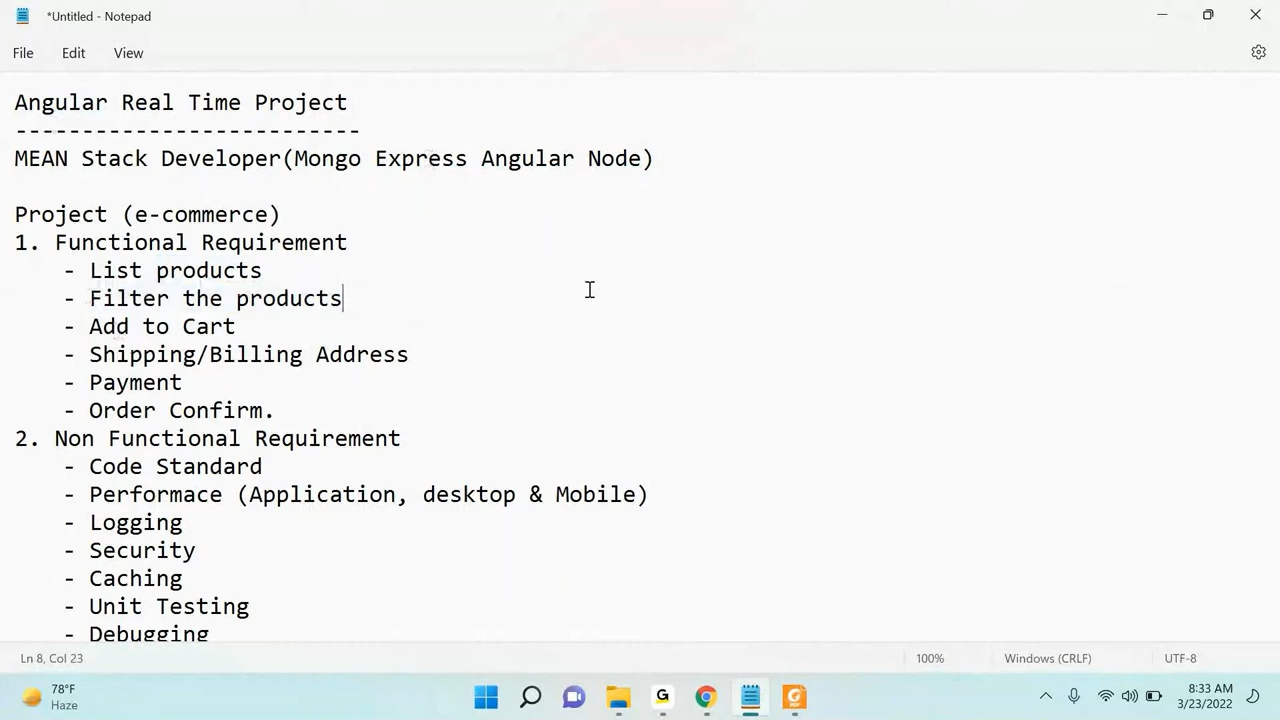 *Untitled - Notepad
File Edit View
Angular Real Time Project
--------------------------
MEAN Stack Developer(Mongo Express Angular Node)
Project (e-commerce)
1. Functional Requirement
- List products
- Filter the products
- Add to Cart
- Shipping/Billing Address
- Payment
- Order Confirm.
2. Non Functional Requirement
- Code Standard
- Performace (Application, desktop & Mobile)
- Logging
- Security
- Caching
- Unit Testing
- Debugging
Ln 8, Col 23 100% Windows (CRLF) UTF-8
78°F
Haze
G
PDF
8:33 AM
3/23/2022